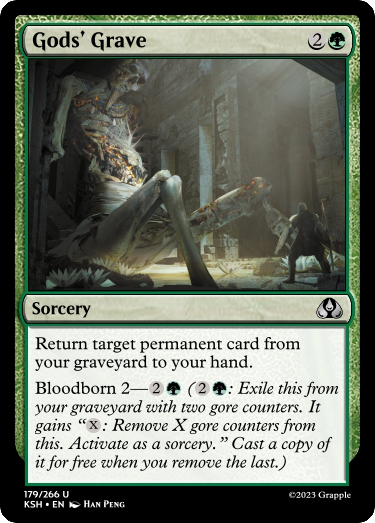 Gods' Grave 2
Sorcery
Return target permanent card from
your graveyard to your hand.
Bloodborn 2—2 (2: Exile this from
your graveyard with two gore counters. It
gains “X: Remove X gore counters from
this. Activate as a sorcery.” Cast a copy of
it for free when you remove the last.)
179/266 U
KSH • EN Han Peng
©2023 Grapple